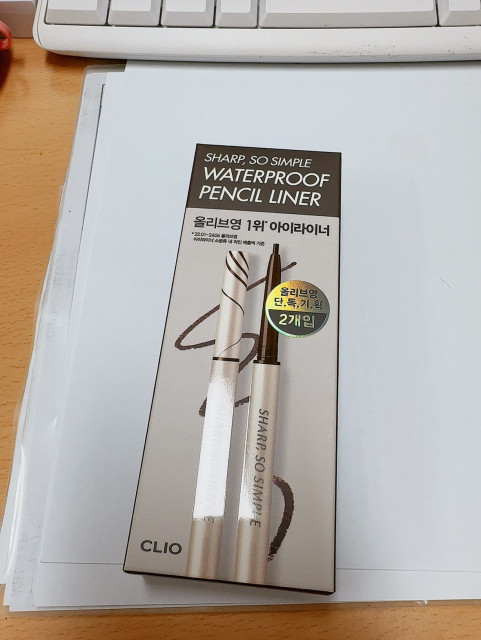 SHARP, SO SIMPLE
WATERPROOF
PENCIL LINER
올리브영 1위* 아이라이너
올리브영
단.독.기.획
2개입
SHARP, SO SIMPLE
CLIO